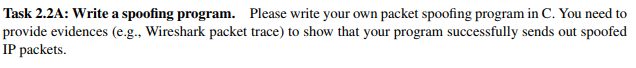 Task 2.2A: Write a spoofing program. Please write your own packet spoofing program in C. You need to
provide evidences (e.g., Wireshark packet trace) to show that your program successfully sends out spoofed
IP packets.